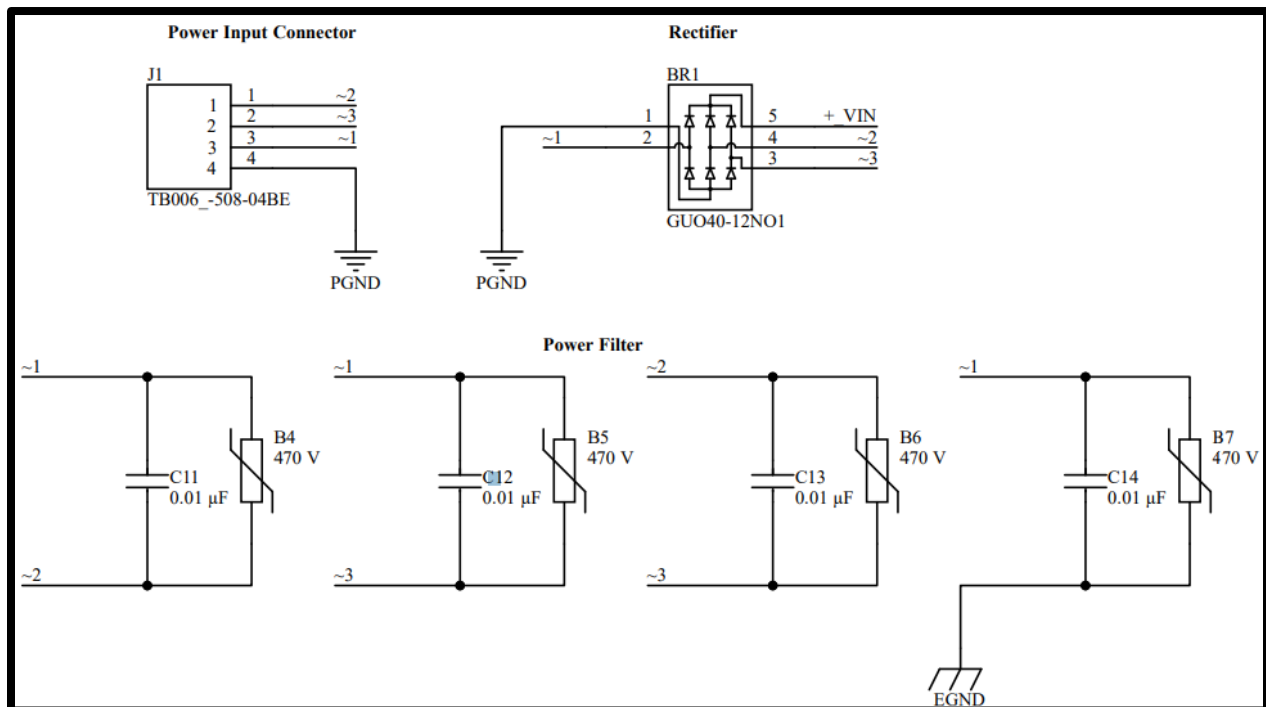 Power Input Connector
J1
1 1 ~2
2 2 ~3
3 3 ~1
4 4
TB006_-508-04BE
PGND
Rectifier
BR1
1 5 +_VIN
~1 2 4 ~2
3 ~3
GUO40-12NO1
PGND
Power Filter
~1
B4
470 V
C11
0.01 µF
~2
~1
B5
470 V
C12
0.01 µF
~3
~2
B6
470 V
C13
0.01 µF
~3
~1
B7
470 V
C14
0.01 µF
EGND